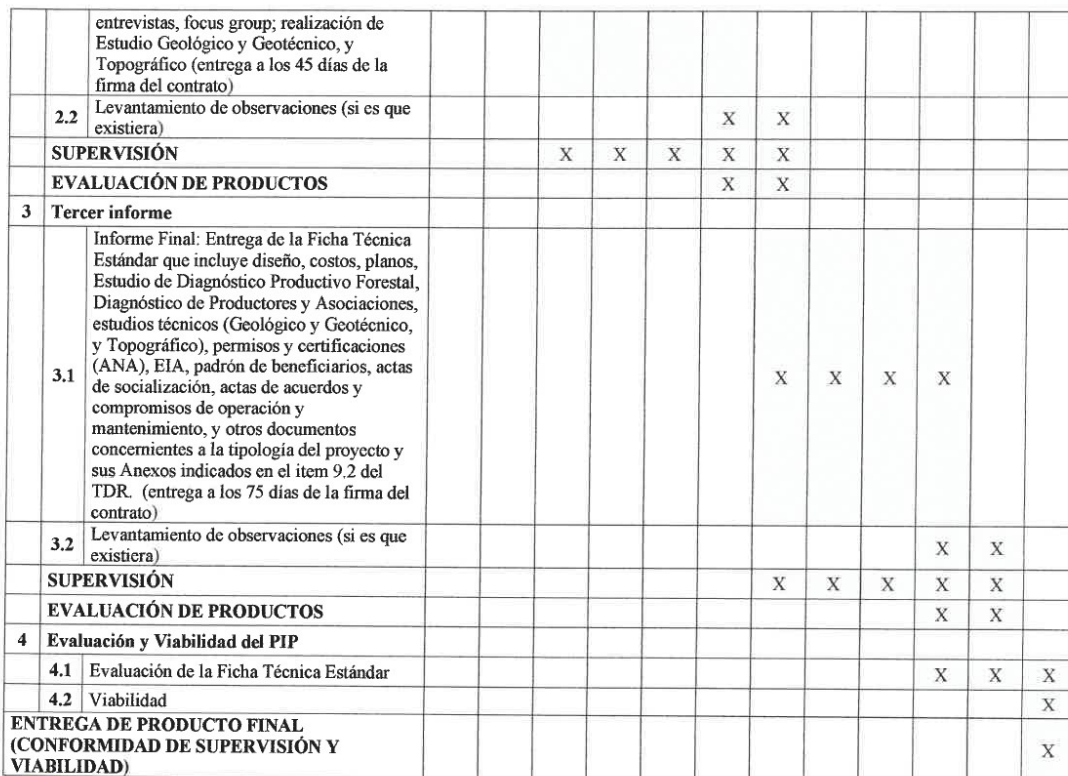 entrevistas, focus group; realización de
Estudio Geológico y Geotécnico, y
Topográfico (entrega a los 45 días de la
firma del contrato)
2.2 Levantamiento de observaciones (si es que
existiera) X X
SUPERVISIÓN X X X X X
EVALUACIÓN DE PRODUCTOS X X
3 Tercer informe
Informe Final: Entrega de la Ficha Técnica
Estándar que incluye diseño, costos, planos,
Estudio de Diagnóstico Productivo Forestal,
Diagnóstico de Productores y Asociaciones,
estudios técnicos (Geológico y Geotécnico,
y Topográfico), permisos y certificaciones
(ANA), EIA, padrón de beneficiarios, actas
3.1 de socialización, actas de acuerdos y X X X X
compromisos de operación y
mantenimiento, y otros documentos
concernientes a la tipología del proyecto y
sus Anexos indicados en el item 9.2 del
TDR. (entrega a los 75 días de la firma del
contrato)
3.2 Levantamiento de observaciones (si es que
existiera) X X
SUPERVISIÓN X X X X X
EVALUACIÓN DE PRODUCTOS X X
4 Evaluación y Viabilidad del PIP
4.1 Evaluación de la Ficha Técnica Estándar X X X
4.2 Viabilidad X
ENTREGA DE PRODUCTO FINAL
(CONFORMIDAD DE SUPERVISIÓN Y X
VIABILIDAD)